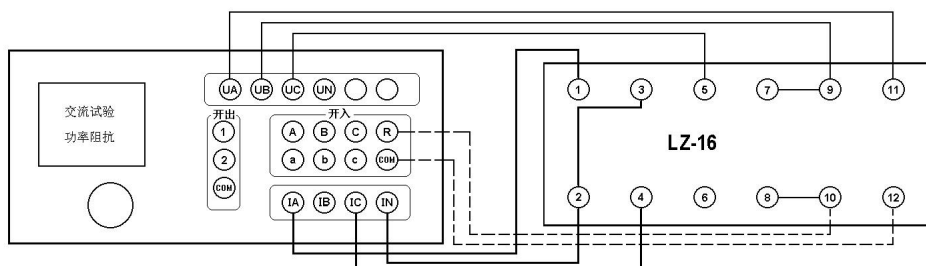 UA UB UC UN
交流试验
功率阻抗
开出
1
2
COM
开入
A B C R
a b c COM
IA IB IC IN
1 3 5 7 9 11
LZ-16
2 4 6 8 10 12